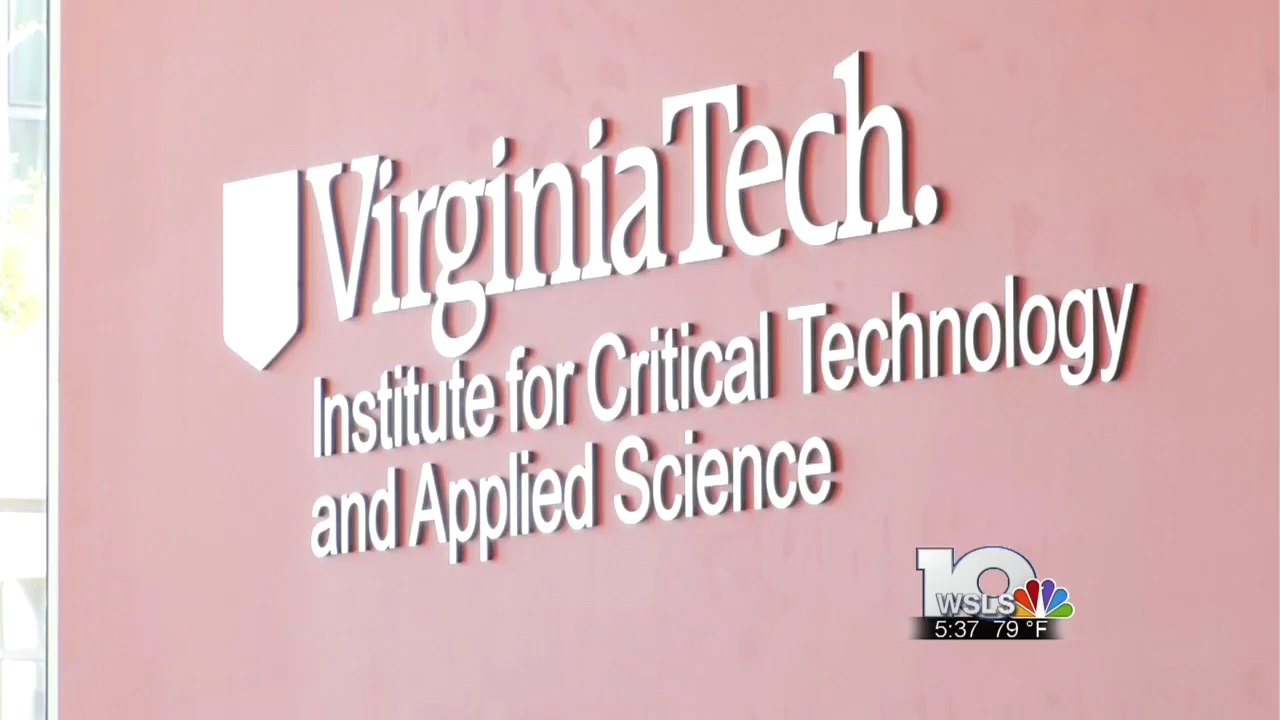 VirginiaTech.
Institute for Critical Technology
and Applied Science
10
WSLS
5:37 79 °F